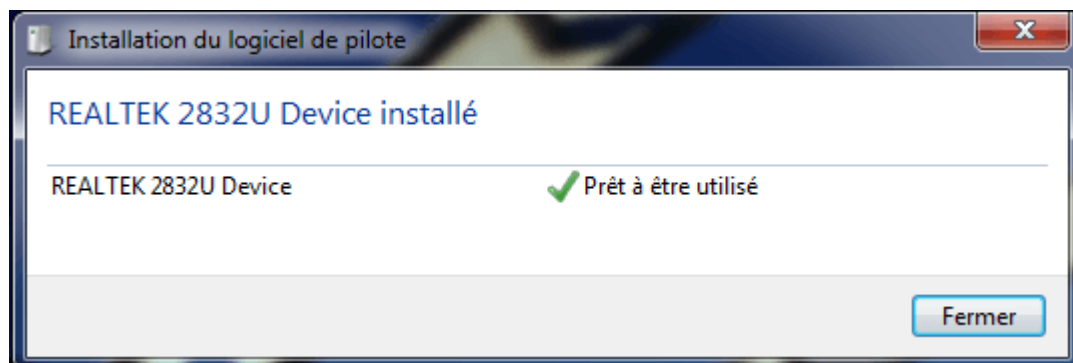 Installation du logiciel de pilote
REALTEK 2832U Device installé
REALTEK 2832U Device Prêt à être utilisé
Fermer